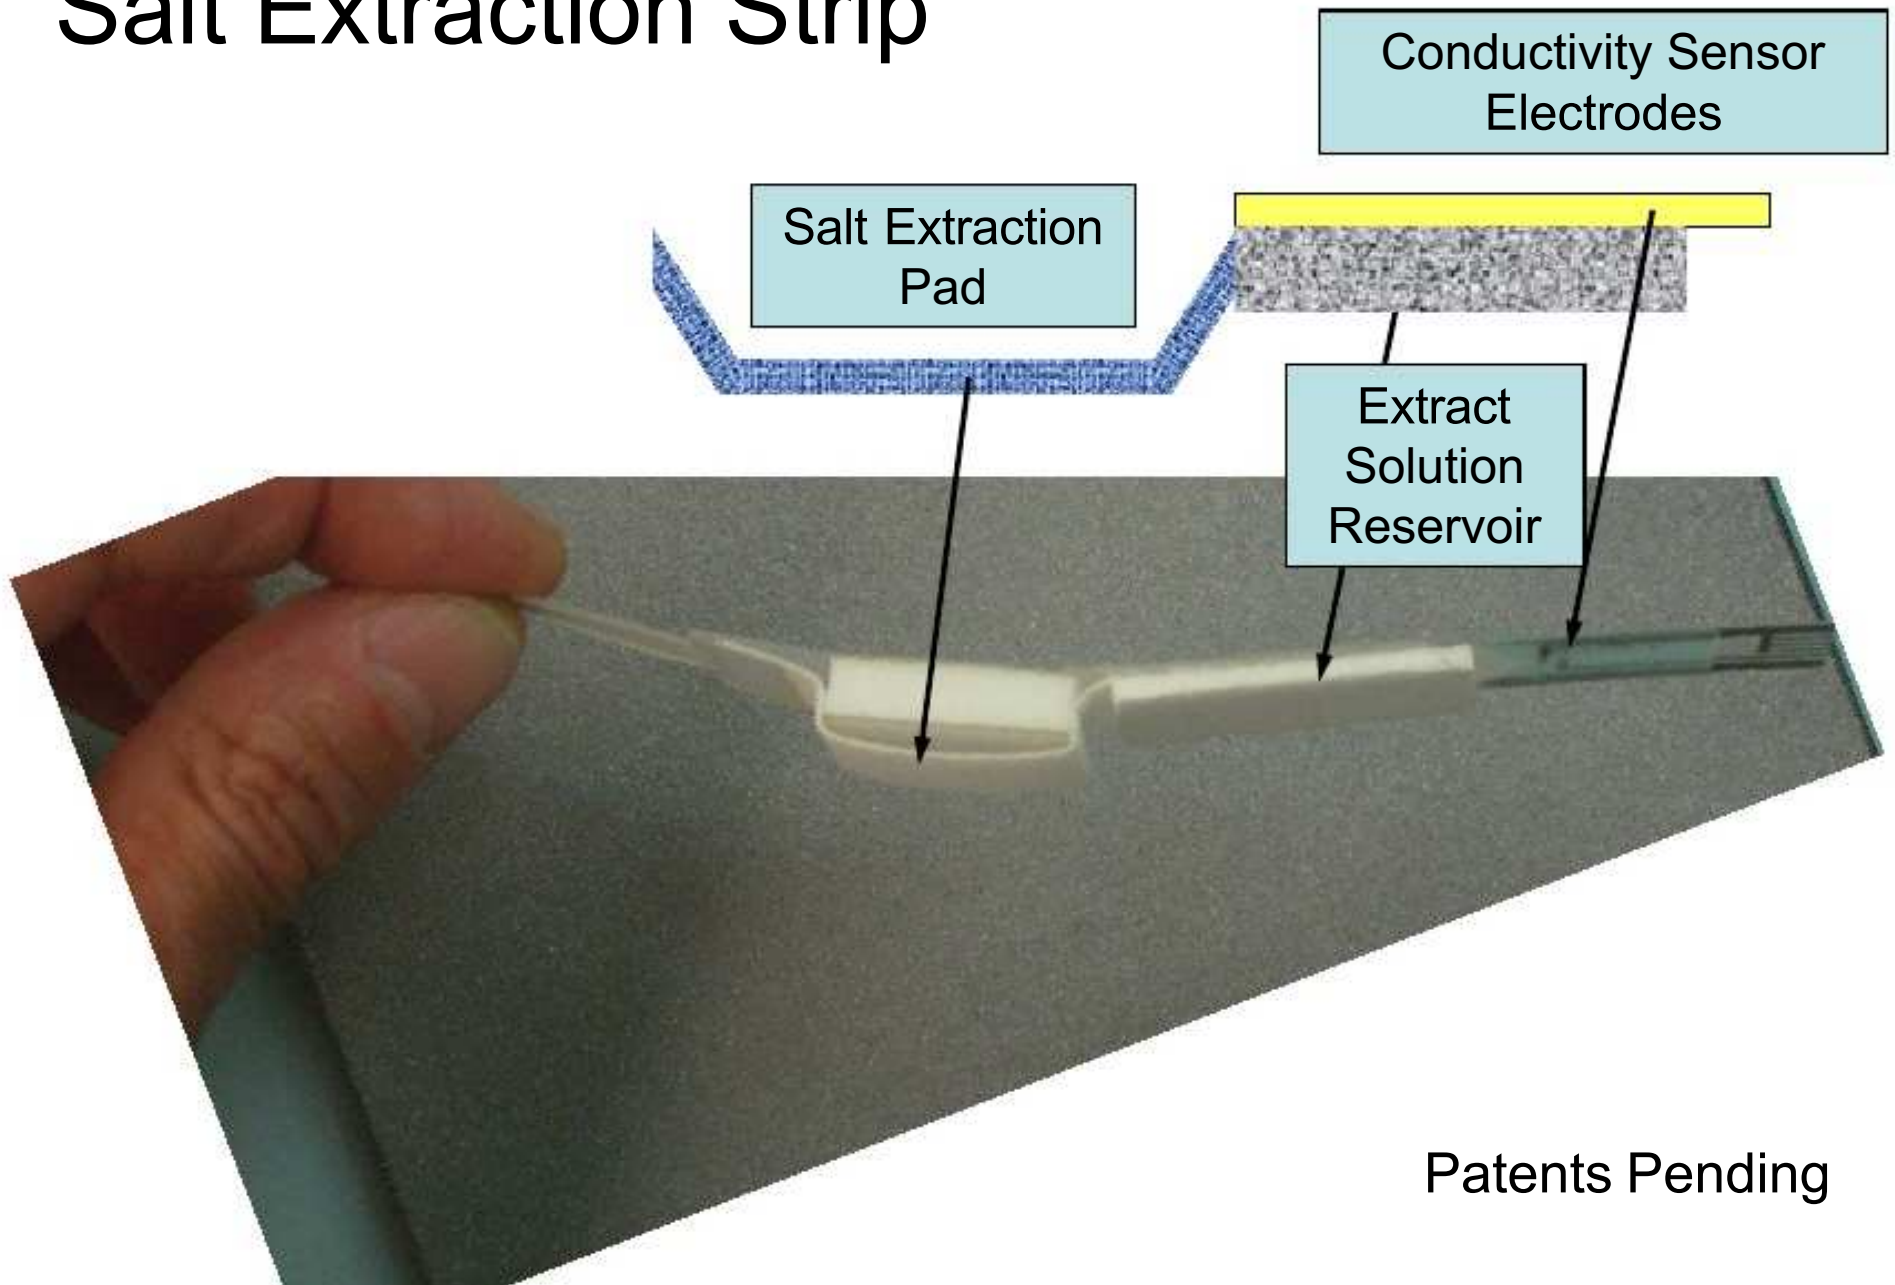 Salt Extraction Strip
Conductivity Sensor
Electrodes
Salt Extraction
Pad
Extract
Solution
Reservoir
Patents Pending